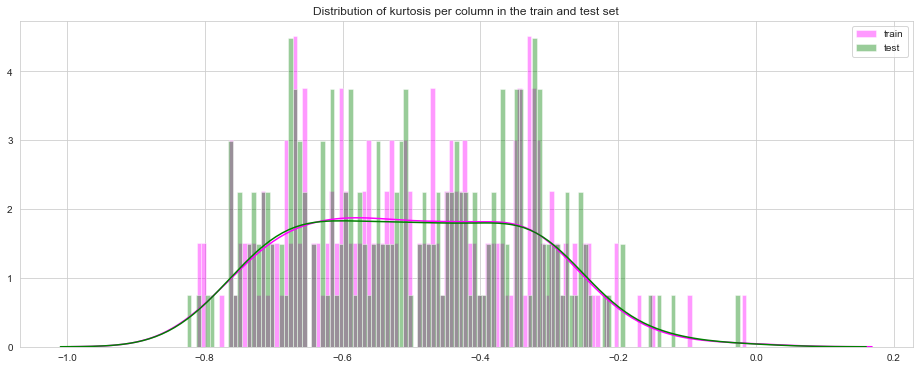 Distribution of kurtosis per column in the train and test set
train
test
4
3
2
1
0
−1.0 −0.8 −0.6 −0.4 −0.2 0.0 0.2